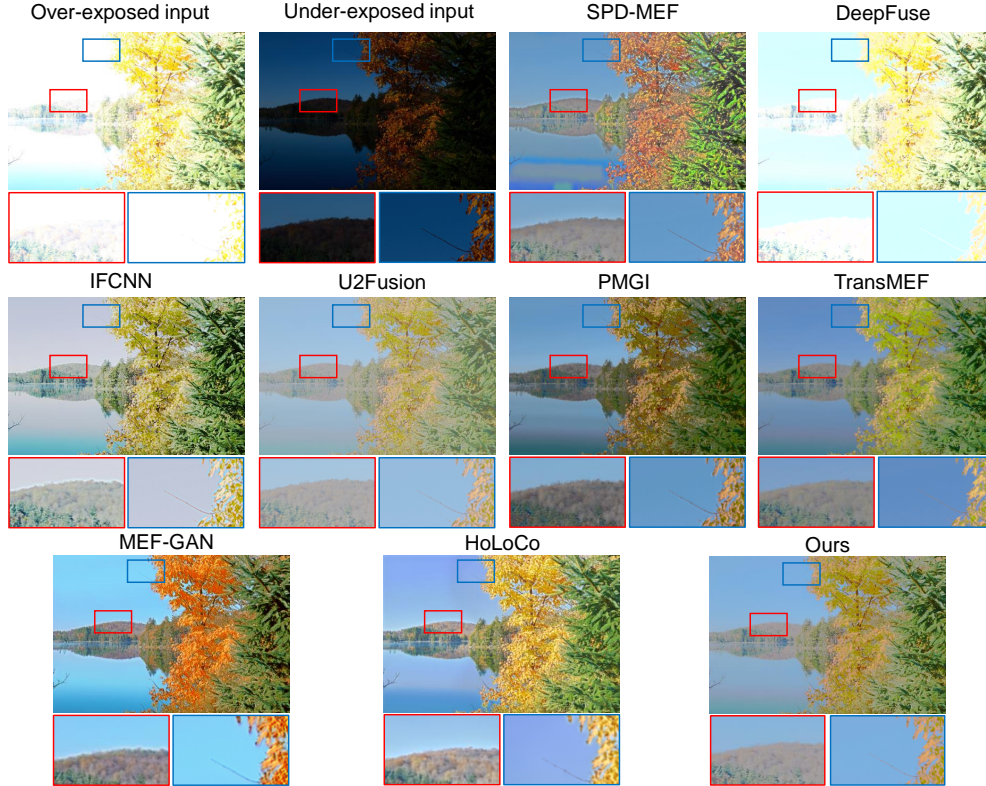 Over-exposed input
Under-exposed input
SPD-MEF
DeepFuse
IFCNN
U2Fusion
PMGI
TransMEF
MEF-GAN
HoLoCo
Ours